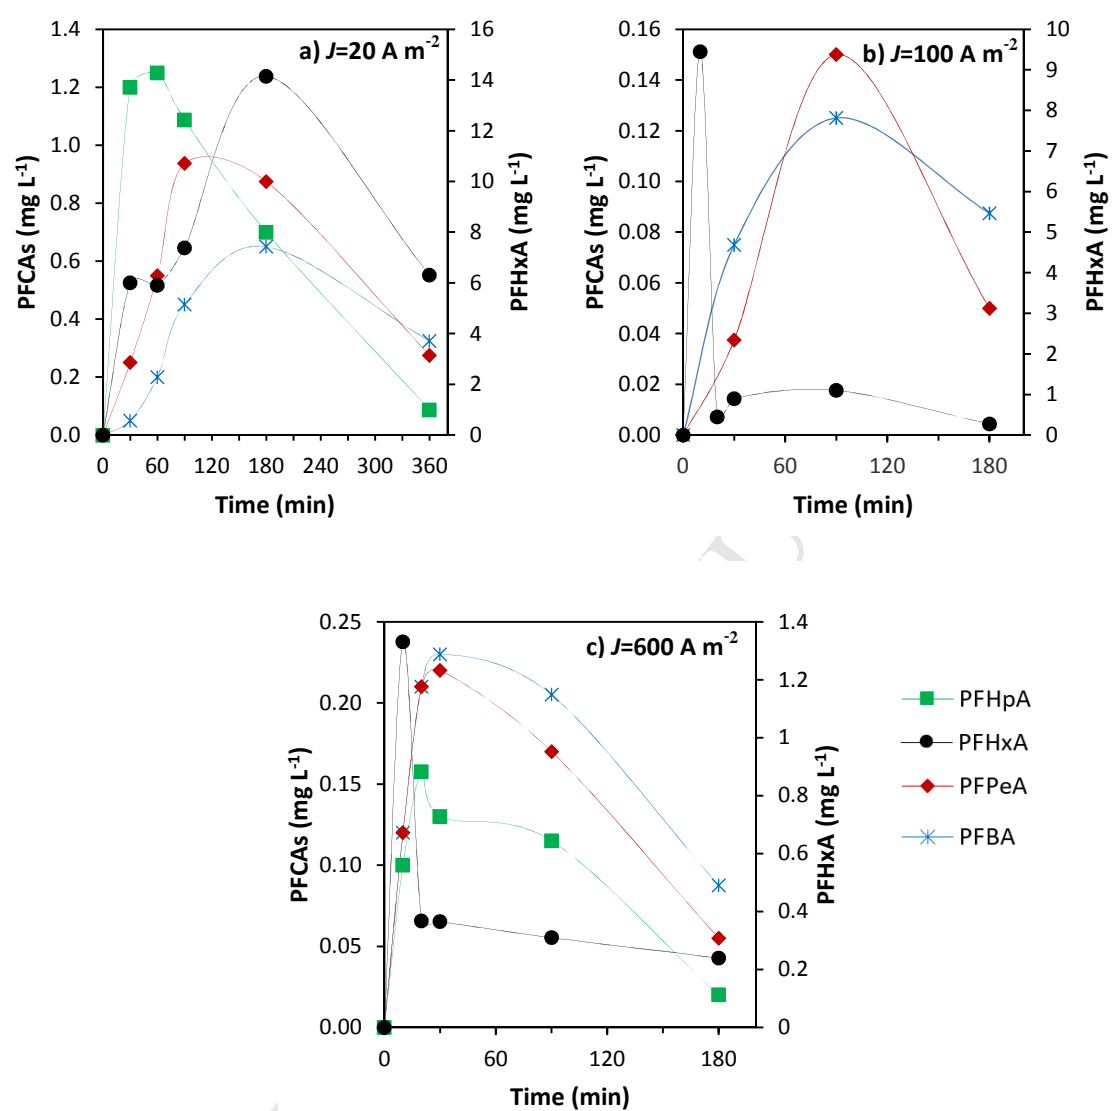 a) J=20 A m-2
1.4
1.2
1.0
0.8
0.6
0.4
0.2
0.0
PFCAs (mg L-1)
16
14
12
10
8
6
4
2
0
PFHxA (mg L-1)
0 60 120 180 240 300 360
Time (min)
b) J=100 A m-2
0.16
0.14
0.12
0.10
0.08
0.06
0.04
0.02
0.00
PFCAs (mg L-1)
10
9
8
7
6
5
4
3
2
1
0
PFHxA (mg L-1)
0 60 120 180
Time (min)
c) J=600 A m-2
0.25
0.20
0.15
0.10
0.05
0.00
PFCAs (mg L-1)
1.4
1.2
1
0.8
0.6
0.4
0.2
0
PFHxA (mg L-1)
0 60 120 180
Time (min)
PFHpA
PFHxA
PFPeA
PFBA